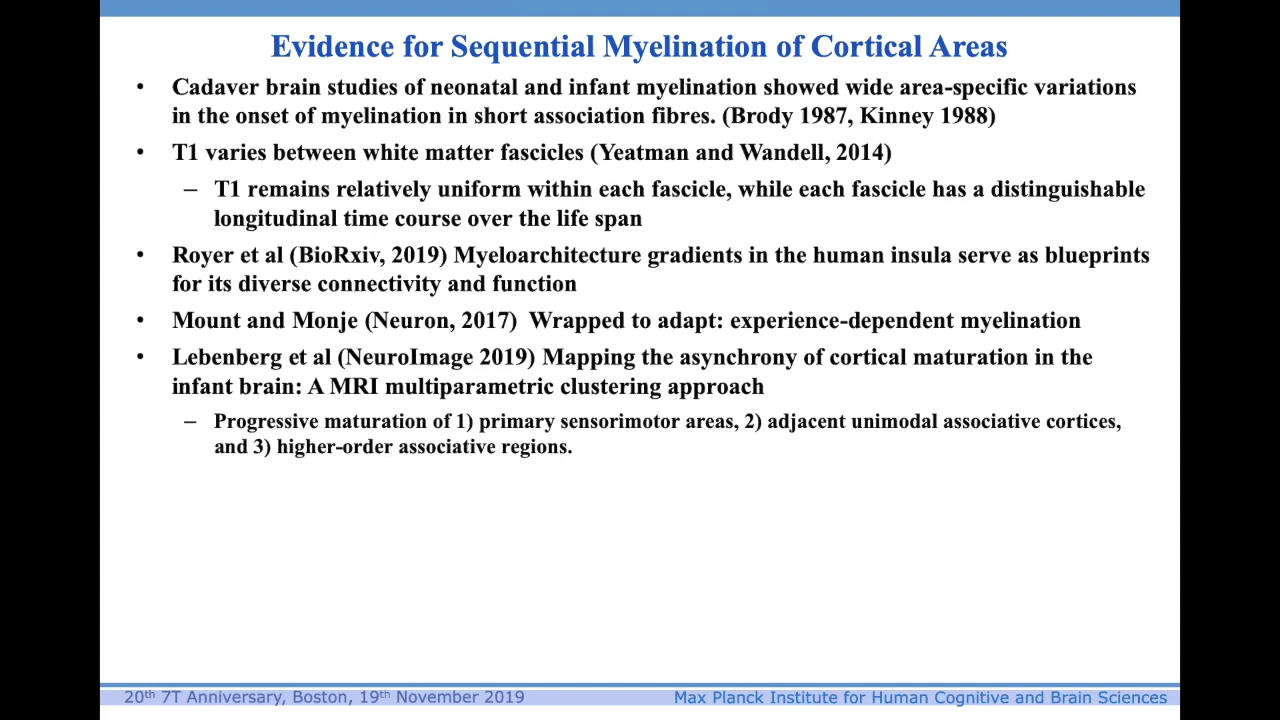 Evidence for Sequential Myelination of Cortical Areas
• Cadaver brain studies of neonatal and infant myelination showed wide area-specific variations
in the onset of myelination in short association fibres. (Brody 1987, Kinney 1988)
• T1 varies between white matter fascicles (Yeatman and Wandell, 2014)
– T1 remains relatively uniform within each fascicle, while each fascicle has a distinguishable
longitudinal time course over the life span
• Royer et al (BioRxiv, 2019) Myeloarchitecture gradients in the human insula serve as blueprints
for its diverse connectivity and function
• Mount and Monje (Neuron, 2017)  Wrapped to adapt: experience-dependent myelination
• Lebenberg et al (NeuroImage 2019) Mapping the asynchrony of cortical maturation in the
infant brain: A MRI multiparametric clustering approach
– Progressive maturation of 1) primary sensorimotor areas, 2) adjacent unimodal associative cortices,
and 3) higher-order associative regions.
20th 7T Anniversary, Boston, 19th November 2019
Max Planck Institute for Human Cognitive and Brain Sciences